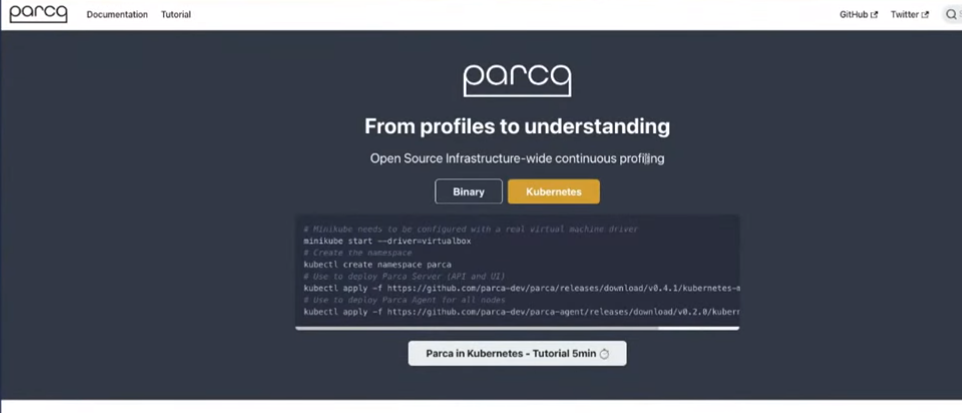 parca Documentation Tutorial GitHub Twitter
parca
From profiles to understanding
Open Source Infrastructure-wide continuous profiling
Binary Kubernetes
# Minikube needs to be configured with a real virtual machine driver
minikube start --driver=virtualbox
# Create the namespace
kubectl create namespace parca
# Use to deploy Parca Server (API and UI)
kubectl apply -f https://github.com/parca-dev/parca/releases/download/v0.4.1/kubernetes-m
# Use to deploy Parca Agent for all nodes
kubectl apply -f https://github.com/parca-dev/parca-agent/releases/download/v0.2.0/kubern
Parca in Kubernetes - Tutorial 5min